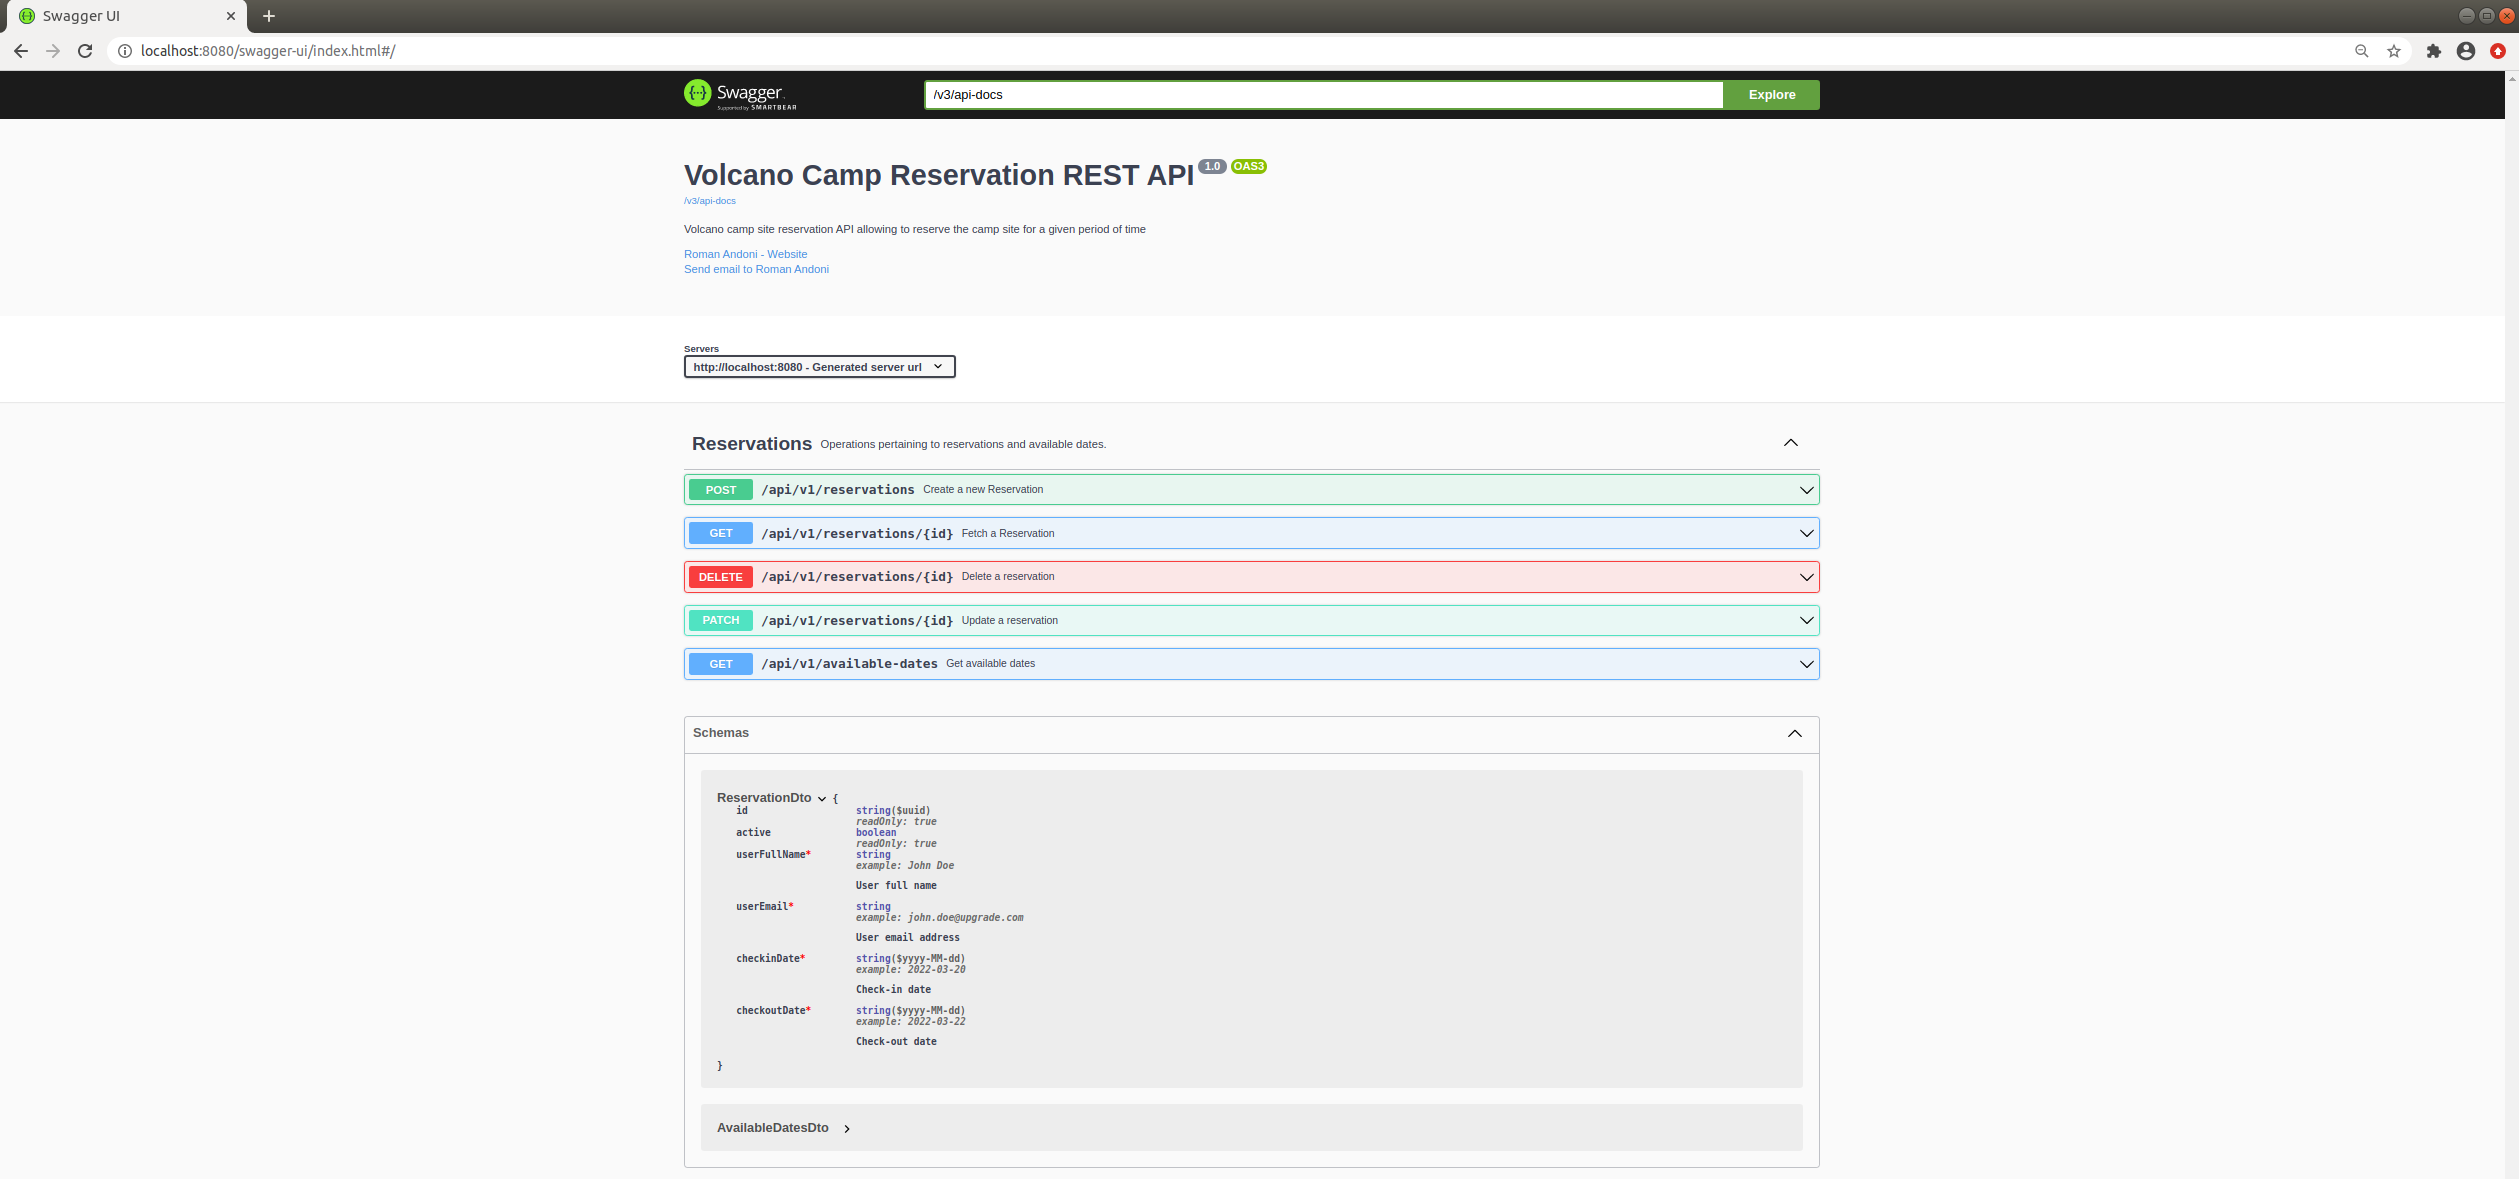 Swagger UI
localhost:8080/swagger-ui/index.html#/
Swagger
Supported by SMARTBEAR
/v3/api-docs
Explore
Volcano Camp Reservation REST API 1.0 OAS3
/v3/api-docs
Volcano camp site reservation API allowing to reserve the camp site for a given period of time
Roman Andoni - Website
Send email to Roman Andoni
Servers
http://localhost:8080 - Generated server url
Reservations Operations pertaining to reservations and available dates.
POST /api/v1/reservations Create a new Reservation
GET /api/v1/reservations/{id} Fetch a Reservation
DELETE /api/v1/reservations/{id} Delete a reservation
PATCH /api/v1/reservations/{id} Update a reservation
GET /api/v1/available-dates Get available dates
Schemas
ReservationDto {
id string($uuid)
readOnly: true
active boolean
readOnly: true
userFullName* string
example: John Doe
User full name
userEmail* string
example: john.doe@upgrade.com
User email address
checkinDate* string($yyyy-MM-dd)
example: 2022-03-20
Check-in date
checkoutDate* string($yyyy-MM-dd)
example: 2022-03-22
Check-out date
}
AvailableDatesDto